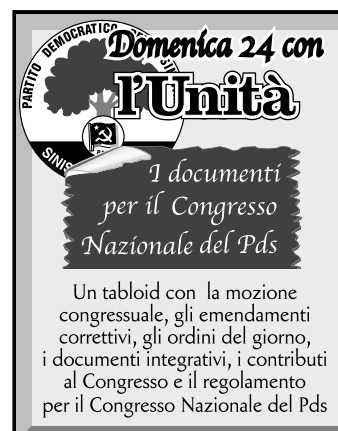 Domenica 24 con
l'Unità
PARTITO DEMOCRATICO
SINIS
I documenti
per il Congresso
Nazionale del Pds
Un tabloid con la mozione
congressuale, gli emendamenti
correttivi, gli ordini del giorno,
i documenti integrativi, i contributi
al Congresso e il regolamento
per il Congresso Nazionale del Pds